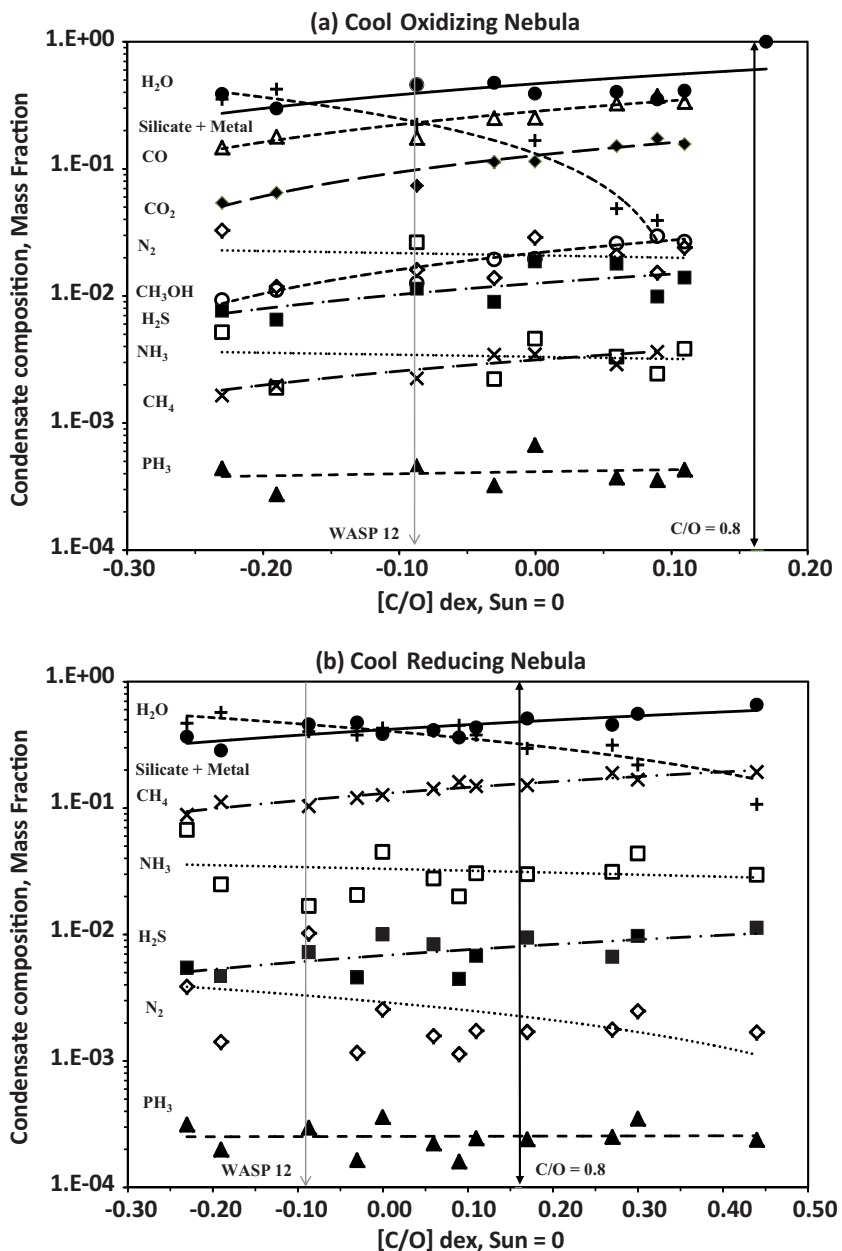 (a) Cool Oxidizing Nebula
1.E+00
H₂O
Silicate + Metal
1.E-01
CO
CO₂
N₂
1.E-02
CH₃OH
H₂S
NH₃
1.E-03
CH₄
PH₃
WASP 12
C/O = 0.8
1.E-04
Condensate composition, Mass Fraction
-0.30 -0.20 -0.10 0.00 0.10 0.20
[C/O] dex, Sun = 0
(b) Cool Reducing Nebula
1.E+00
H₂O
Silicate + Metal
1.E-01
CH₄
NH₃
1.E-02
H₂S
N₂
1.E-03
PH₃
WASP 12
C/O = 0.8
1.E-04
Condensate composition, Mass Fraction
-0.30 -0.20 -0.10 0.00 0.10 0.20 0.30 0.40 0.50
[C/O] dex, Sun = 0